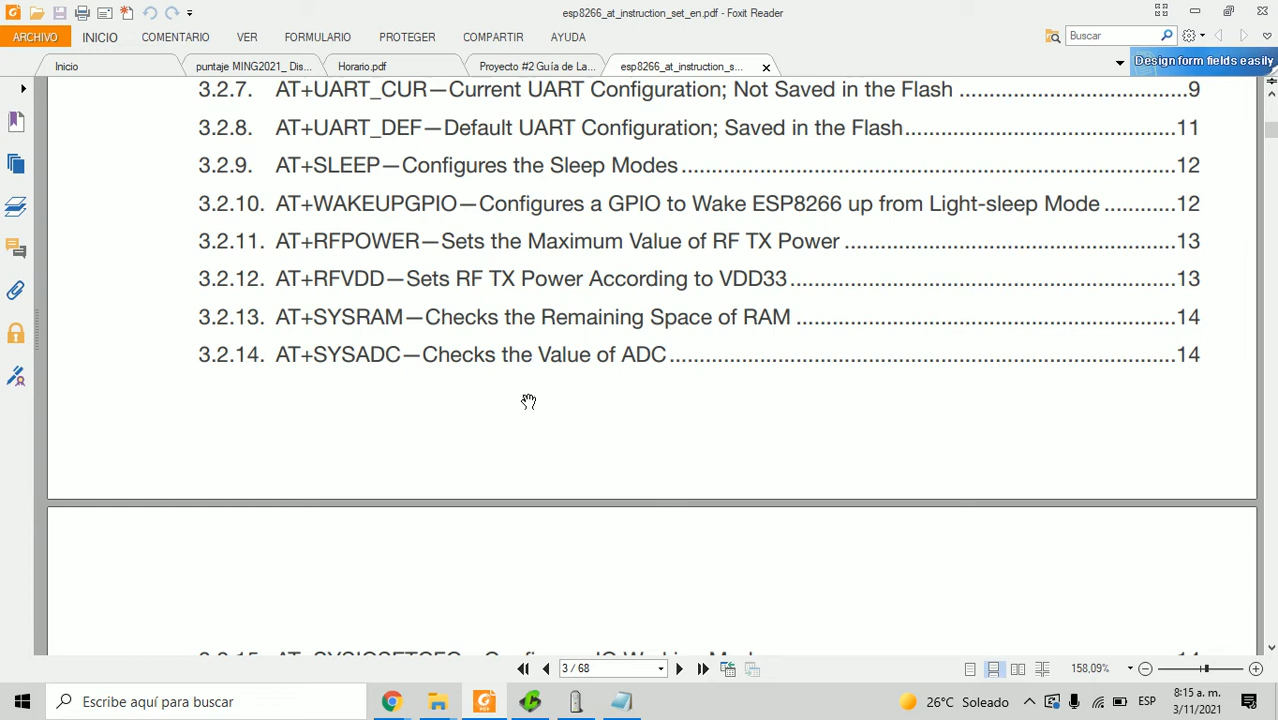 esp8266_at_instruction_set_en.pdf - Foxit Reader
ARCHIVO INICIO COMENTARIO VER FORMULARIO PROTEGER COMPARTIR AYUDA Buscar
Inicio puntaje MING2021_ Dis... Horario.pdf Proyecto #2 Guía de La... esp8266_at_instruction_s... Design form fields easily
3.2.7. AT+UART_CUR—Current UART Configuration; Not Saved in the Flash ........................9
3.2.8. AT+UART_DEF—Default UART Configuration; Saved in the Flash............................11
3.2.9. AT+SLEEP—Configures the Sleep Modes....................................................12
3.2.10. AT+WAKEUPGPIO—Configures a GPIO to Wake ESP8266 up from Light-sleep Mode ...........12
3.2.11. AT+RFPOWER—Sets the Maximum Value of RF TX Power ..................................13
3.2.12. AT+RFVDD—Sets RF TX Power According to VDD33........................................13
3.2.13. AT+SYSRAM—Checks the Remaining Space of RAM ........................................14
3.2.14. AT+SYSADC—Checks the Value of ADC....................................................14
3 / 68 158,09%
Escribe aquí para buscar 26°C Soleado ESP 8:15 a. m.
3/11/2021